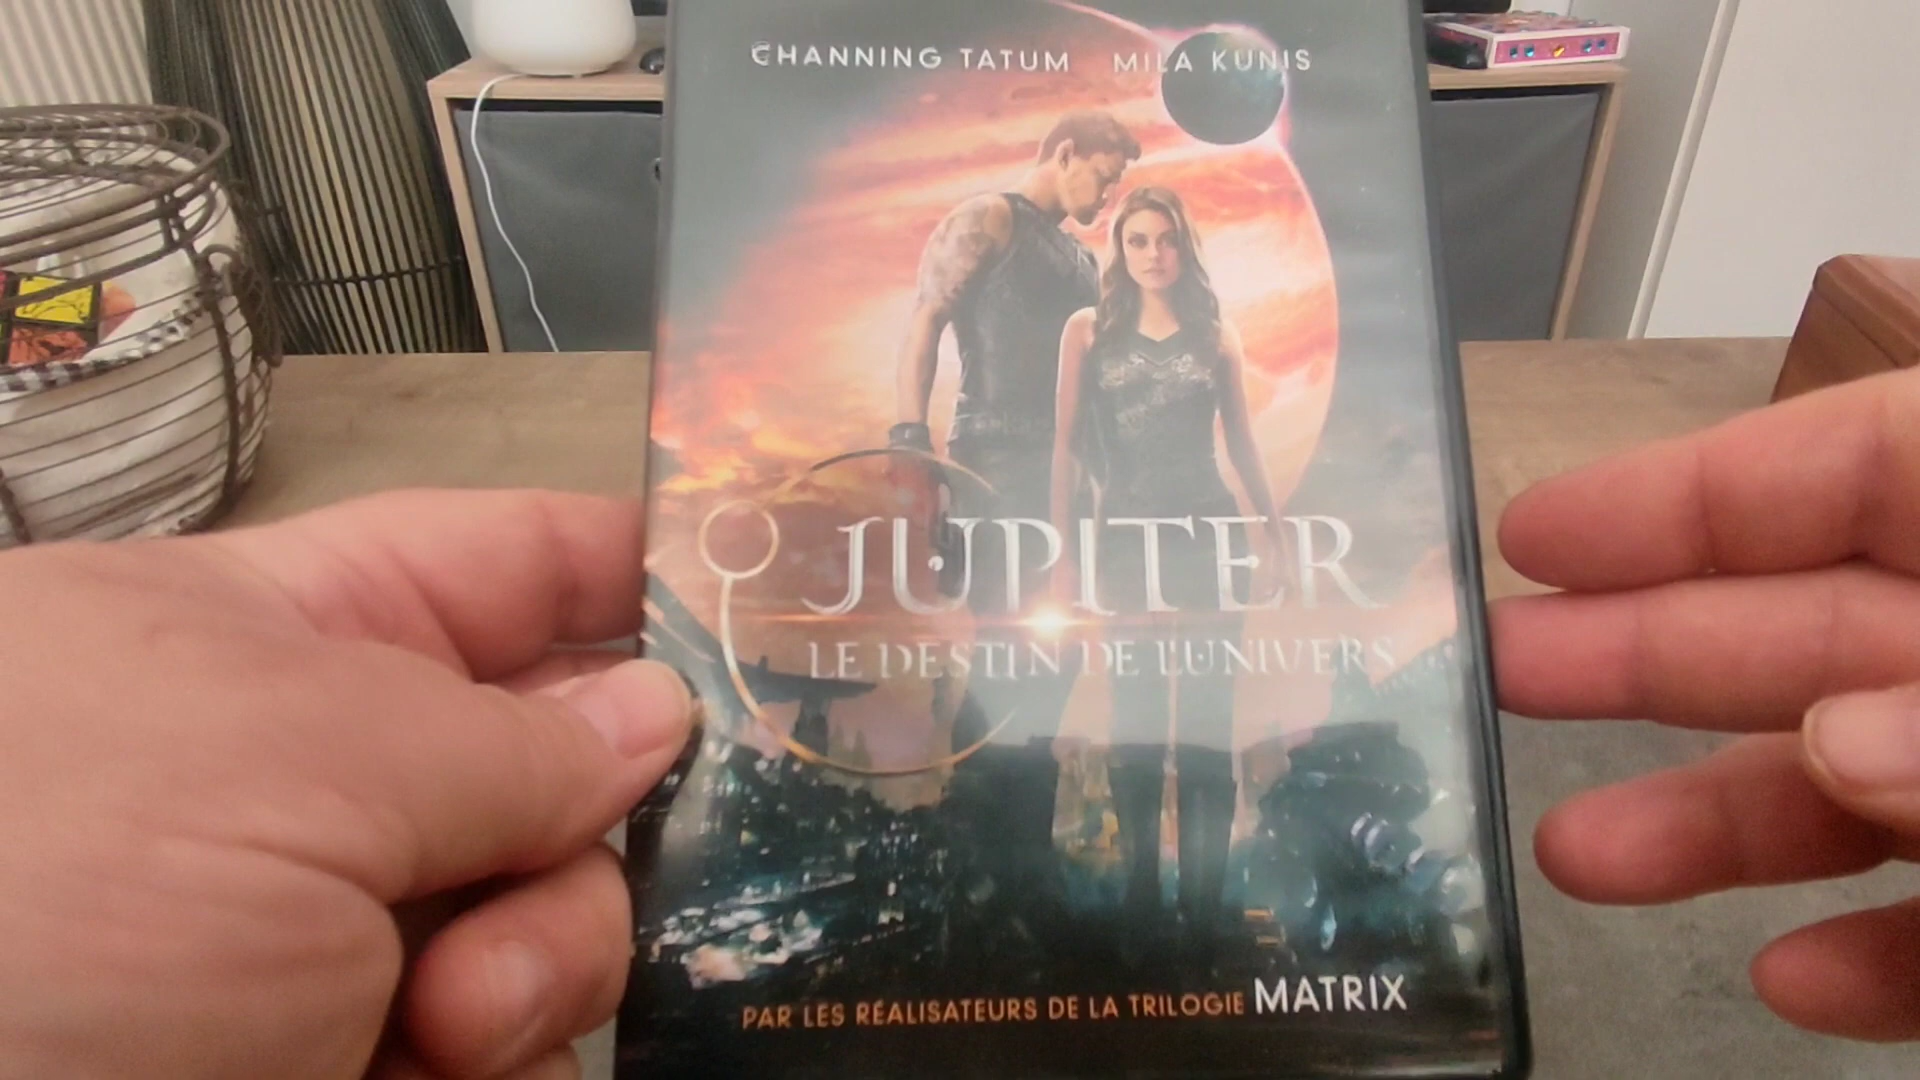 CHANNING TATUM MILA KUNIS
JUPITER
LE DESTIN DE L'UNIVERS
PAR LES RÉALISATEURS DE LA TRILOGIE MATRIX